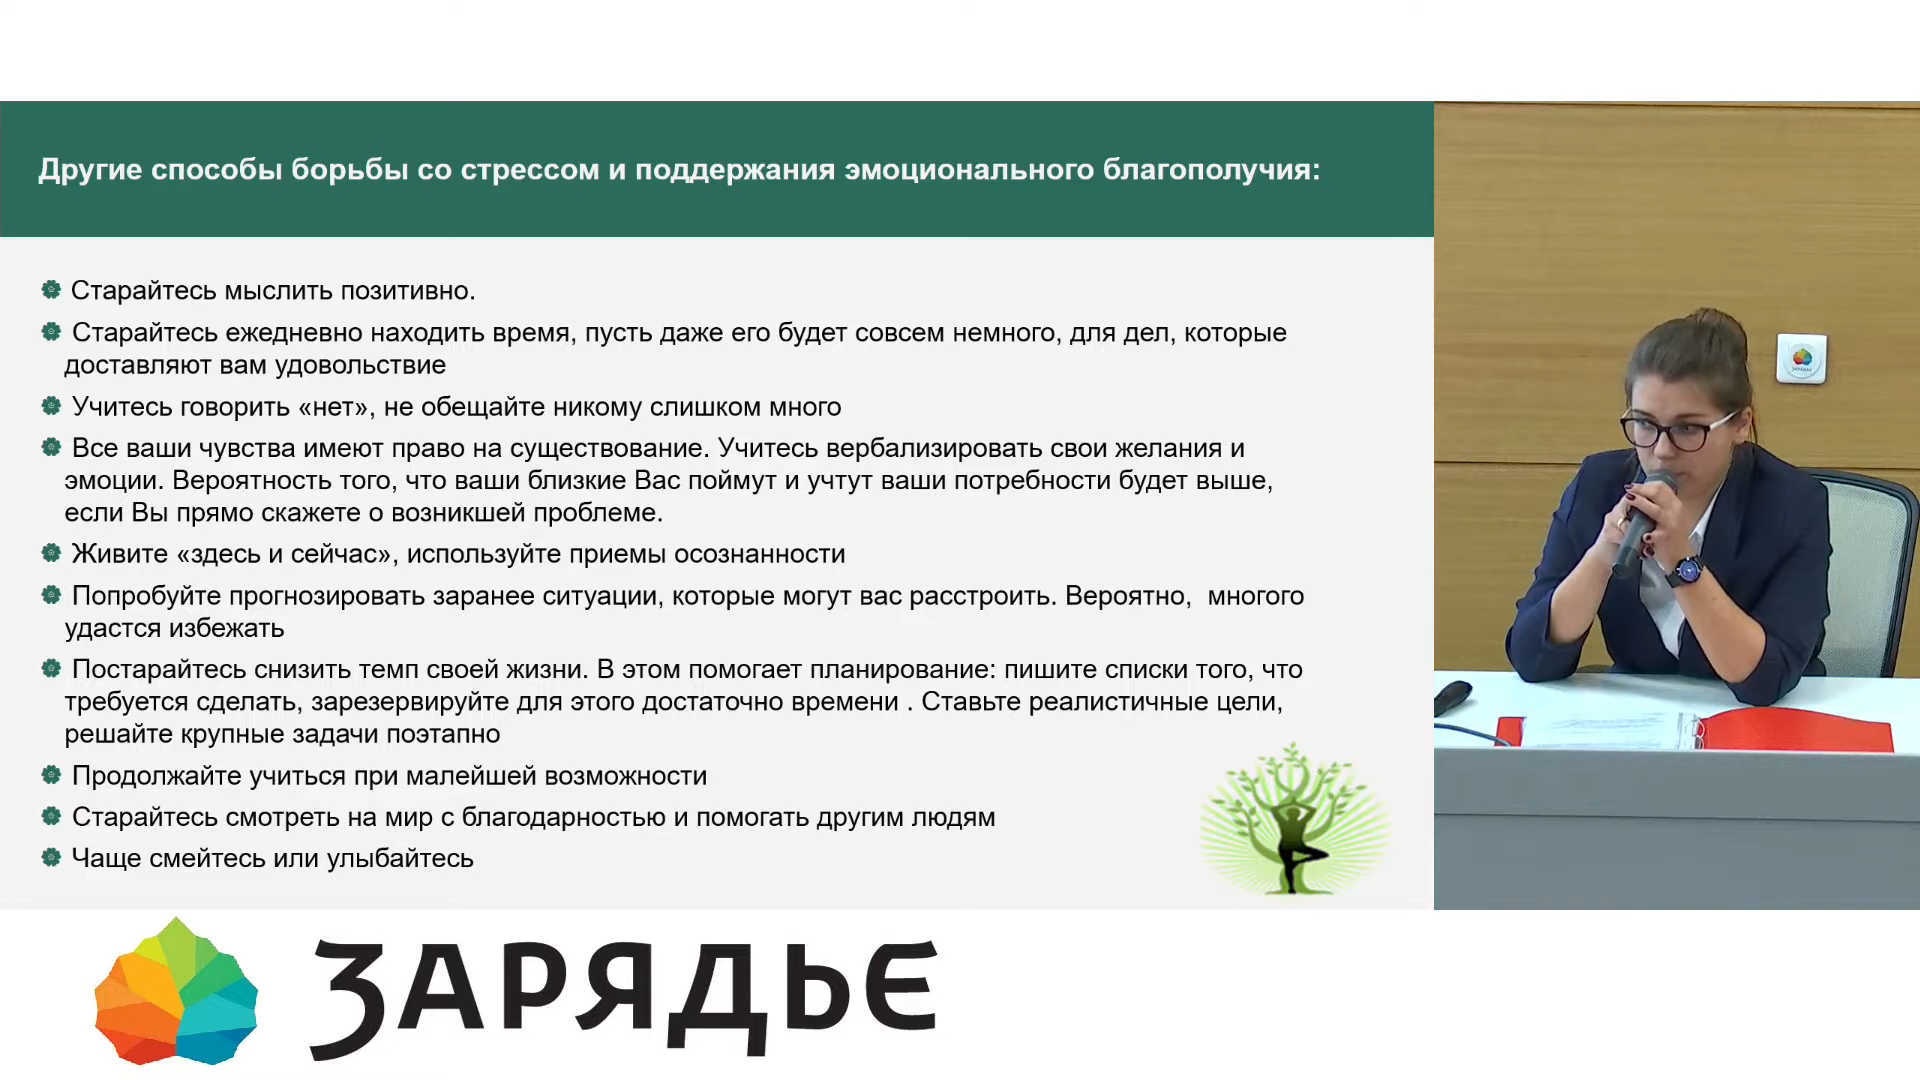 Другие способы борьбы со стрессом и поддержания эмоционального благополучия:
Старайтесь мыслить позитивно.
Старайтесь ежедневно находить время, пусть даже его будет совсем немного, для дел, которые
доставляют вам удовольствие
Учитесь говорить «нет», не обещайте никому слишком много
Все ваши чувства имеют право на существование. Учитесь вербализировать свои желания и
эмоции. Вероятность того, что ваши близкие Вас поймут и учтут ваши потребности будет выше,
если Вы прямо скажете о возникшей проблеме.
Живите «здесь и сейчас», используйте приемы осознанности
Попробуйте прогнозировать заранее ситуации, которые могут вас расстроить. Вероятно,  многого
удастся избежать
Постарайтесь снизить темп своей жизни. В этом помогает планирование: пишите списки того, что
требуется сделать, зарезервируйте для этого достаточно времени . Ставьте реалистичные цели,
решайте крупные задачи поэтапно
Продолжайте учиться при малейшей возможности
Старайтесь смотреть на мир с благодарностью и помогать другим людям
Чаще смейтесь или улыбайтесь
ЗАРЯДЬЕ